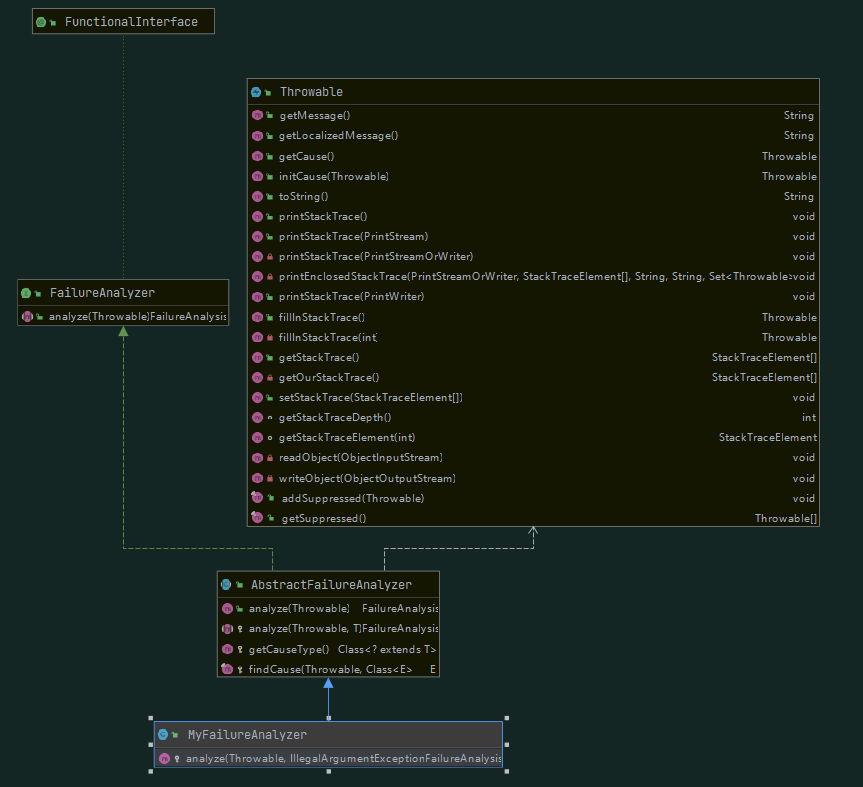 FunctionalInterface
Throwable
getMessage() String
getLocalizedMessage() String
getCause() Throwable
initCause(Throwable) Throwable
toString() String
printStackTrace() void
printStackTrace(PrintStream) void
printStackTrace(PrintStreamOrWriter) void
printEnclosedStackTrace(PrintStreamOrWriter, StackTraceElement[], String, String, Set<Throwable>void
printStackTrace(PrintWriter) void
fillInStackTrace() Throwable
fillInStackTrace(int) Throwable
getStackTrace() StackTraceElement[]
getOurStackTrace() StackTraceElement[]
setStackTrace(StackTraceElement[]) void
getStackTraceDepth() int
getStackTraceElement(int) StackTraceElement
readObject(ObjectInputStream) void
writeObject(ObjectOutputStream) void
addSuppressed(Throwable) void
getSuppressed() Throwable[]
FailureAnalyzer
analyze(Throwable)FailureAnalysis
AbstractFailureAnalyzer
analyze(Throwable) FailureAnalysis
analyze(Throwable, T)FailureAnalysis
getCauseType() Class<? extends T>
findCause(Throwable, Class<E> E
MyFailureAnalyzer
analyze(Throwable, IllegalArgumentExceptionFailureAnalysis